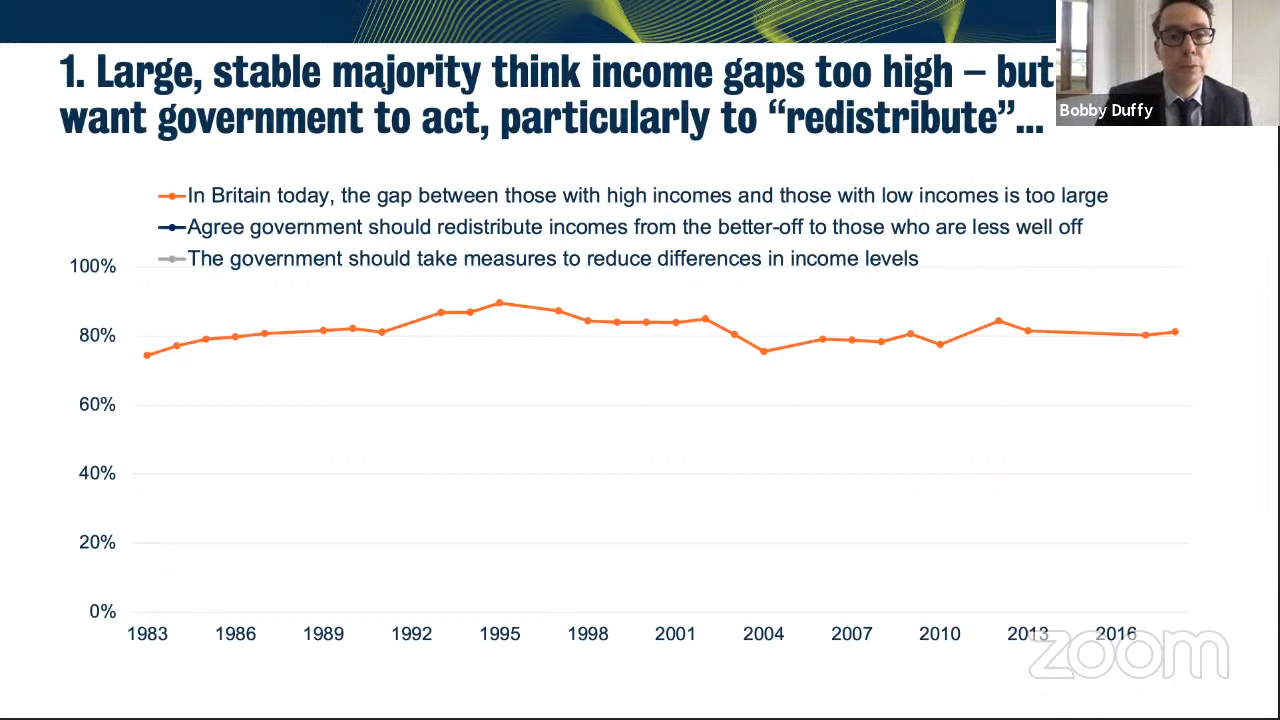 1. Large, stable majority think income gaps too high – but
want government to act, particularly to “redistribute”...
Bobby Duffy
In Britain today, the gap between those with high incomes and those with low incomes is too large
Agree government should redistribute incomes from the better-off to those who are less well off
The government should take measures to reduce differences in income levels
100%
80%
60%
40%
20%
0%
1983 1986 1989 1992 1995 1998 2001 2004 2007 2010 2013 2016
zoom